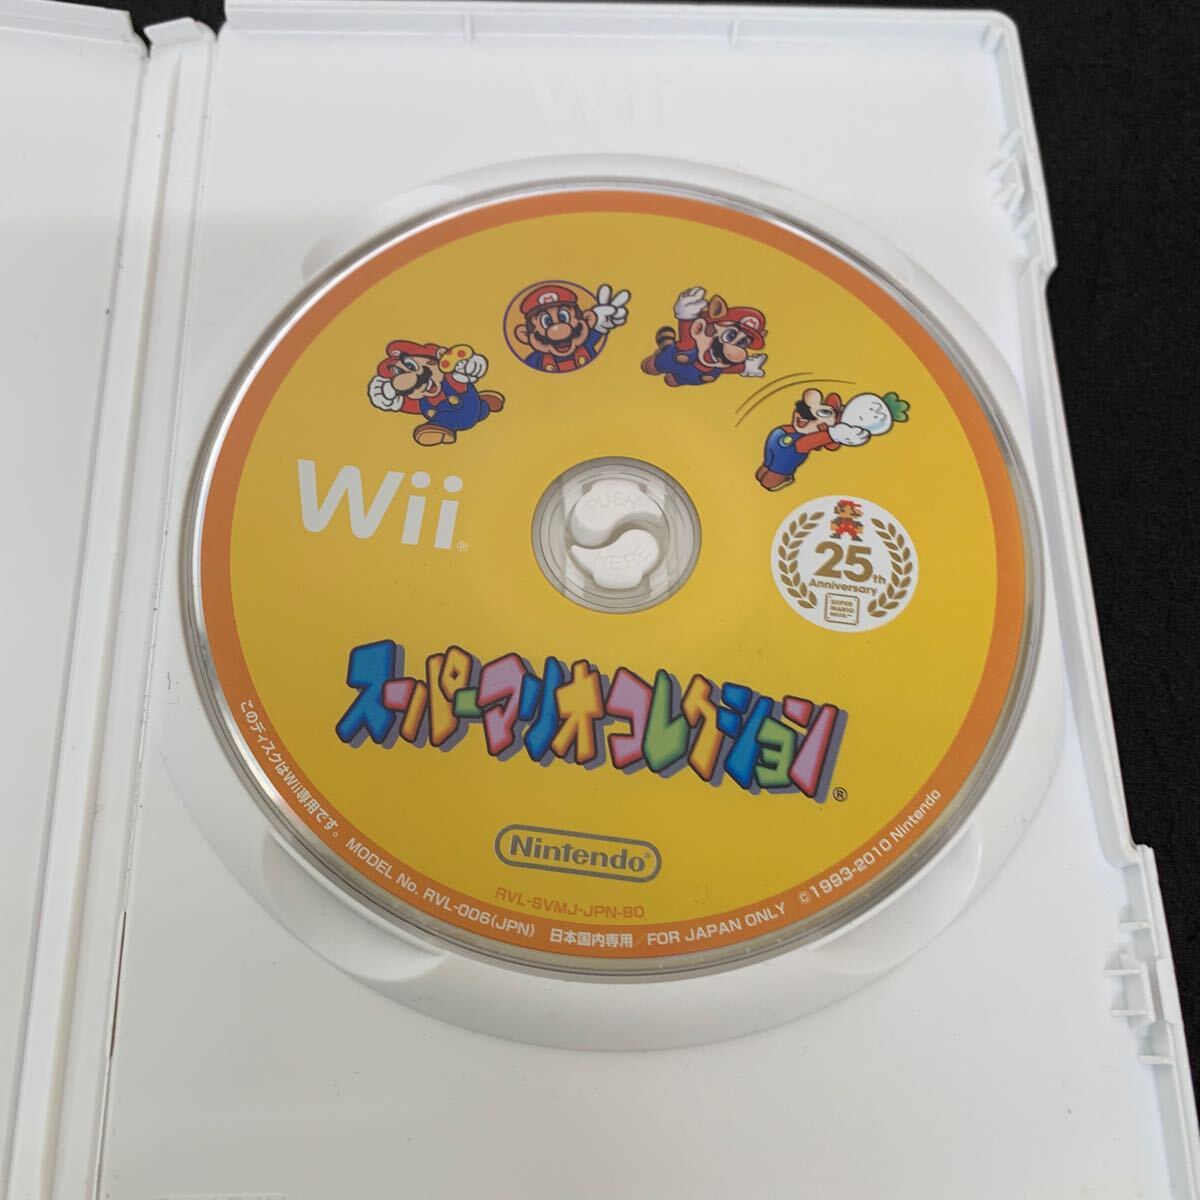 Wii
Wii®
PUSH
HERE
25th
Anniversary
SUPER
MARIO
BROS.™
スーパーマリオコレクション®
Nintendo®
RVL-SVMJ-JPN-B0
このディスクはWii専用です。 MODEL No. RVL-006(JPN) 日本国内専用/FOR JAPAN ONLY ©1993-2010 Nintendo